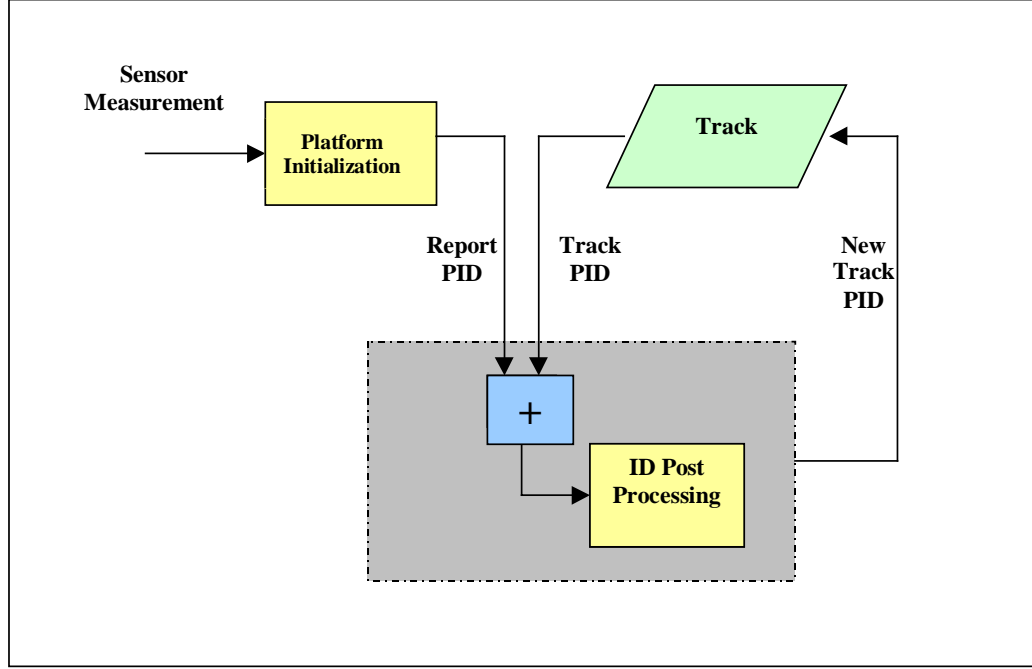 Sensor
Measurement
Platform
Initialization
Track
Report
PID
Track
PID
New
Track
PID
+
ID Post
Processing